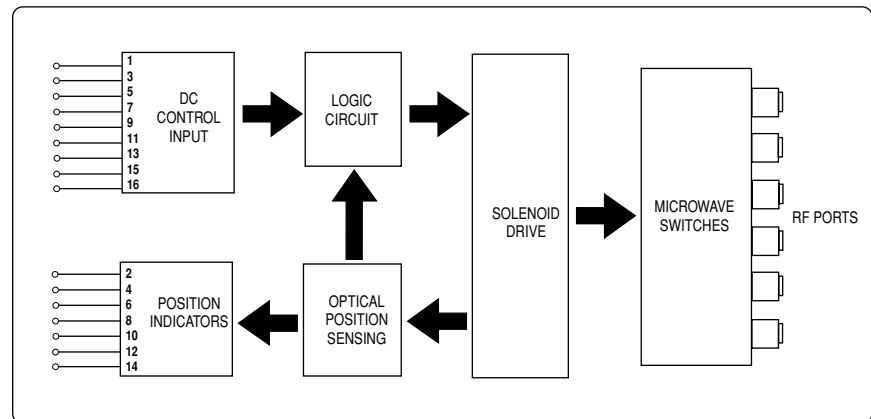 1
3
5
7
9
11
13
15
16
DC
CONTROL
INPUT
LOGIC
CIRCUIT
SOLENOID
DRIVE
MICROWAVE
SWITCHES
RF PORTS
2
4
6
8
10
12
14
POSITION
INDICATORS
OPTICAL
POSITION
SENSING